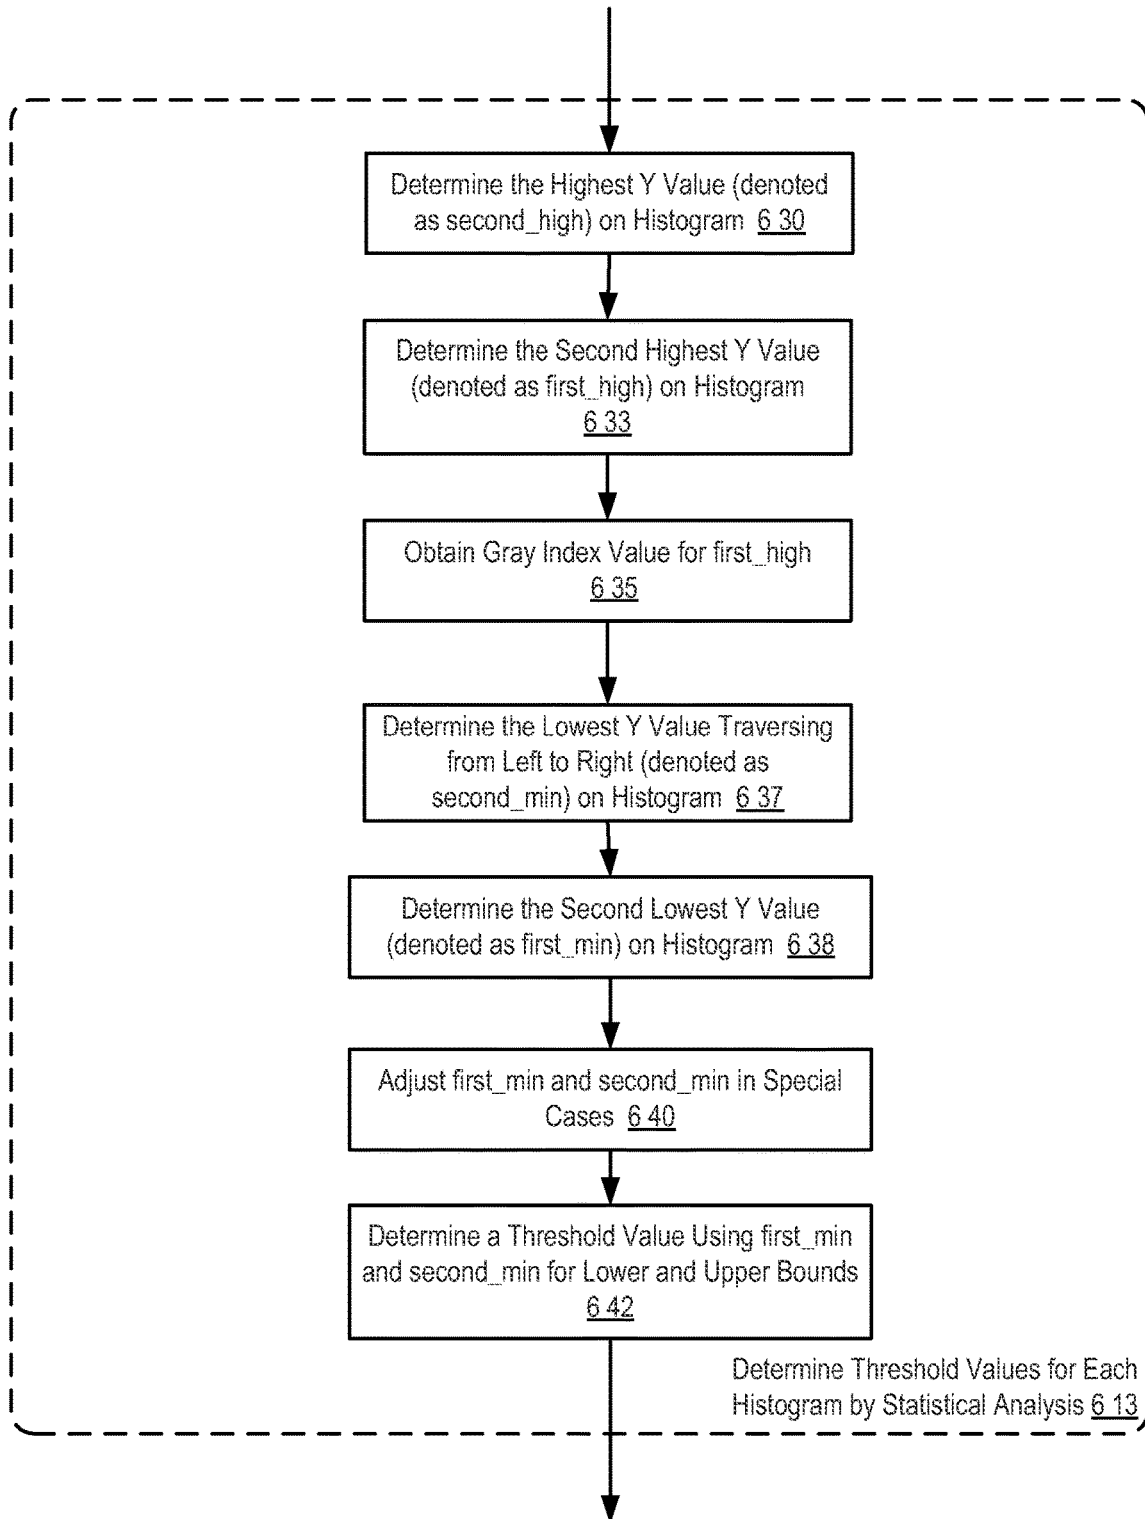 Determine the Highest Y Value (denoted
as second_high) on Histogram 6 30
Determine the Second Highest Y Value
(denoted as first_high) on Histogram
6 33
Obtain Gray Index Value for first_high
6 35
Determine the Lowest Y Value Traversing
from Left to Right (denoted as
second_min) on Histogram 6 37
Determine the Second Lowest Y Value
(denoted as first_min) on Histogram 6 38
Adjust first_min and second_min in Special
Cases 6 40
Determine a Threshold Value Using first_min
and second_min for Lower and Upper Bounds
6 42
Determine Threshold Values for Each
Histogram by Statistical Analysis 6 13